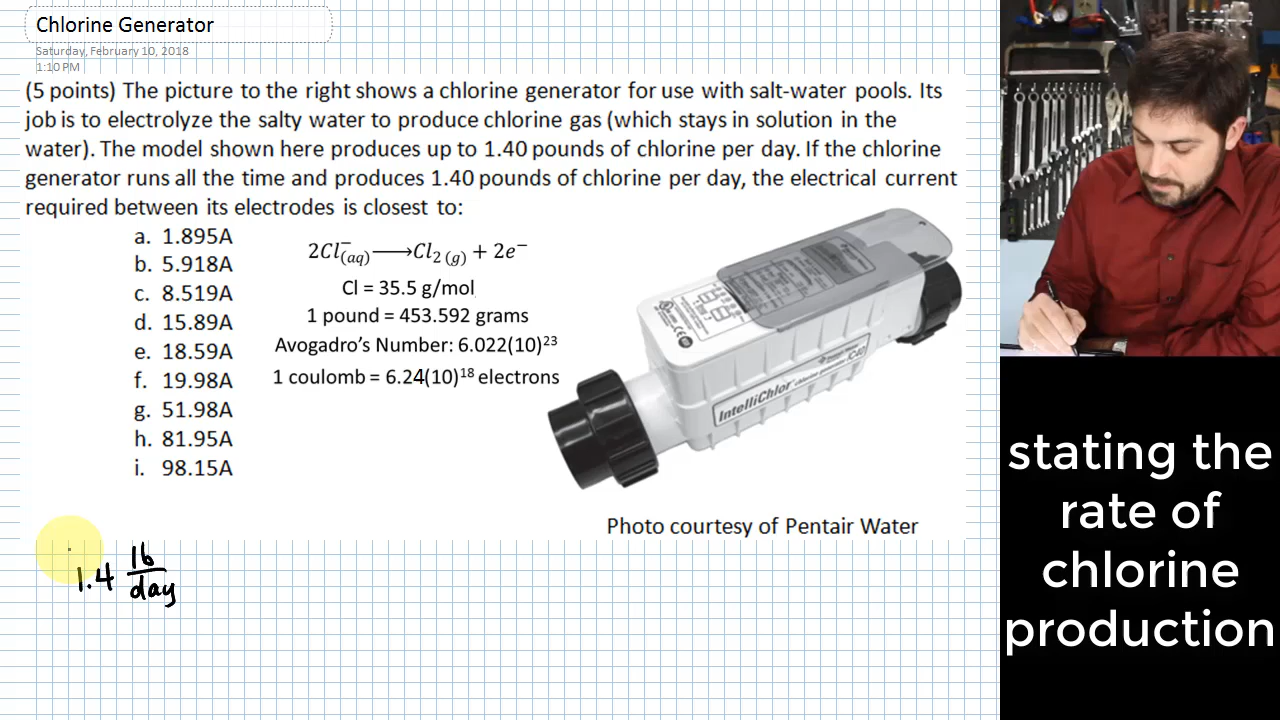 Chlorine Generator
Saturday, February 10, 2018
1:10 PM
(5 points) The picture to the right shows a chlorine generator for use with salt-water pools. Its
job is to electrolyze the salty water to produce chlorine gas (which stays in solution in the
water). The model shown here produces up to 1.40 pounds of chlorine per day. If the chlorine
generator runs all the time and produces 1.40 pounds of chlorine per day, the electrical current
required between its electrodes is closest to:
a. 1.895A
b. 5.918A
c. 8.519A
d. 15.89A
e. 18.59A
f. 19.98A
g. 51.98A
h. 81.95A
i. 98.15A
2Cl⁻(aq) ⟶ Cl₂ (g) + 2e⁻
Cl = 35.5 g/mol
1 pound = 453.592 grams
Avogadro's Number: 6.022(10)²³
1 coulomb = 6.24(10)¹⁸ electrons
IntelliChlor
chlorine generator
IC40
Photo courtesy of Pentair Water
1.4 lb/day
stating the
rate of
chlorine
production